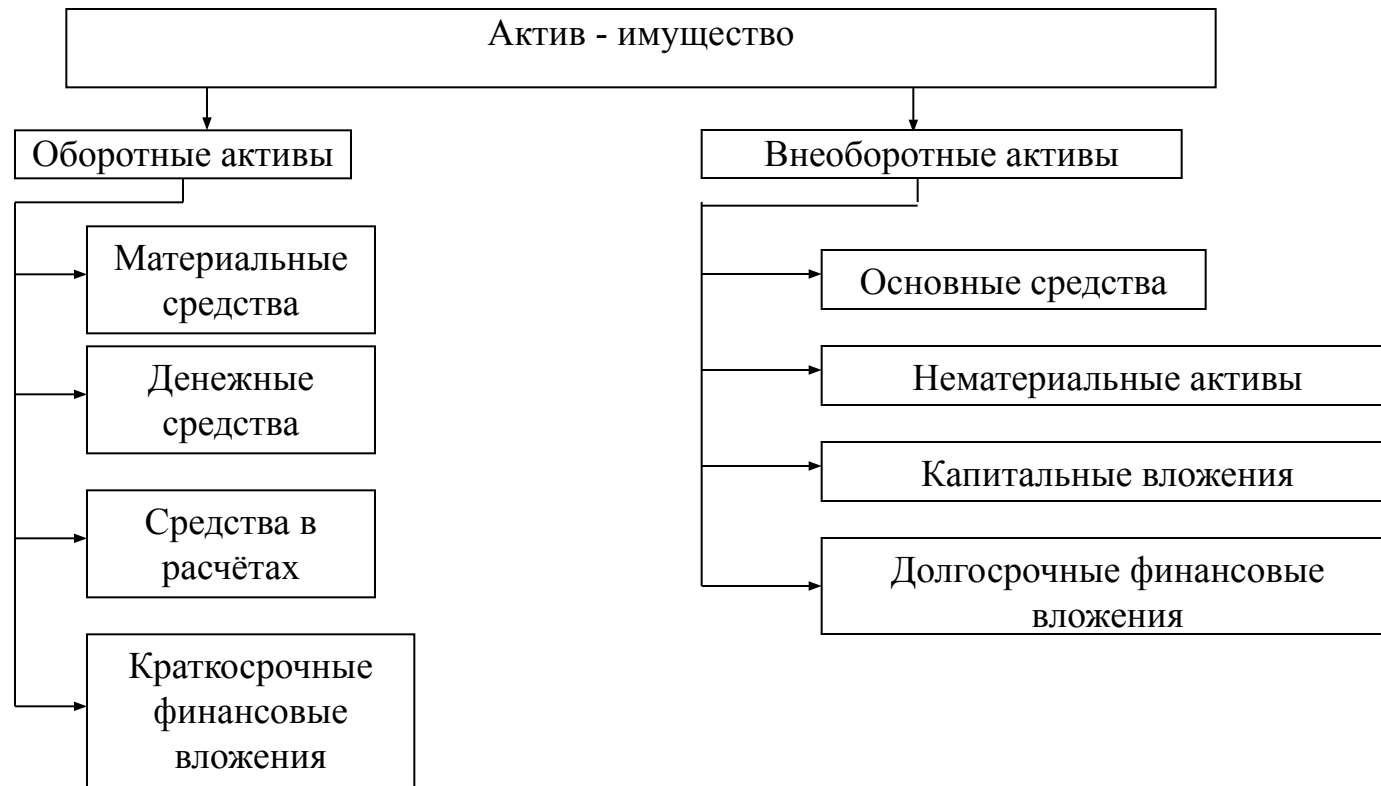 Актив - имущество
Оборотные активы
Внеоборотные активы
Материальные
средства
Денежные
средства
Средства в
расчётах
Краткосрочные
финансовые
вложения
Основные средства
Нематериальные активы
Капитальные вложения
Долгосрочные финансовые
вложения